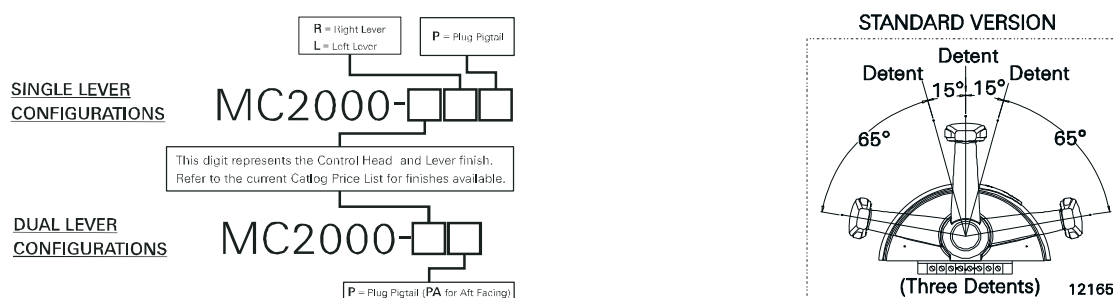 R = Right Lever
L = Left Lever
P = Plug Pigtail
SINGLE LEVER
CONFIGURATIONS
MC2000-
This digit represents the Control Head and Lever finish.
Refer to the current Catlog Price List for finishes available.
DUAL LEVER
CONFIGURATIONS
MC2000-
P = Plug Pigtail (PA for Aft Facing)
STANDARD VERSION
Detent
Detent
Detent
15° 15°
65°
65°
(Three Detents)
12165